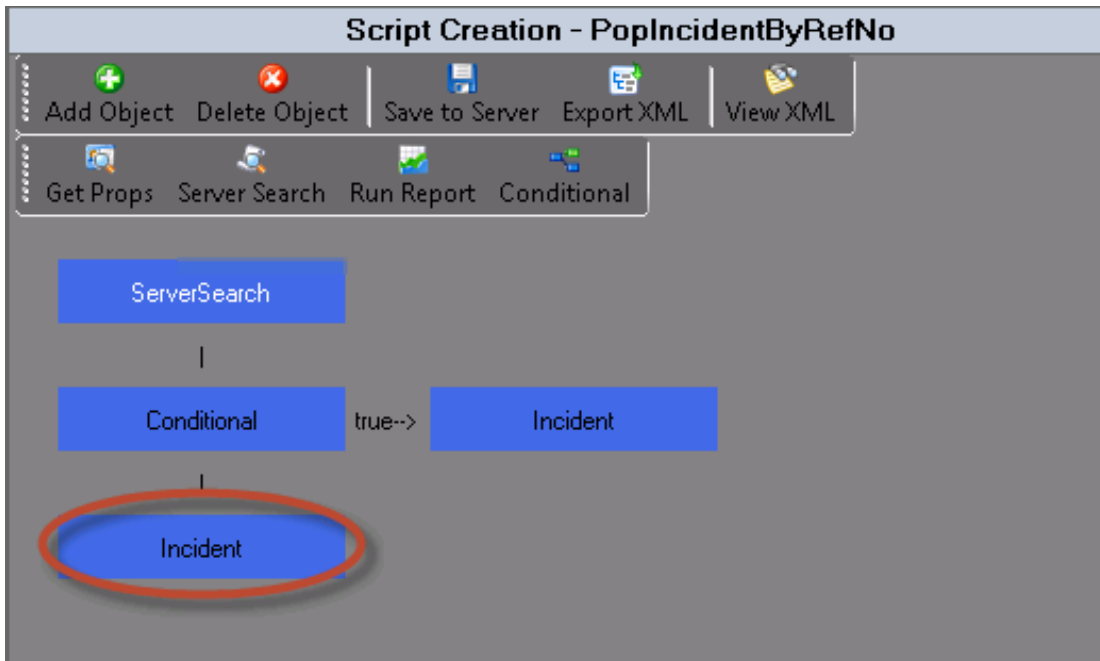 Script Creation - PopIncidentByRefNo
Add Object Delete Object Save to Server Export XML View XML
Get Props Server Search Run Report Conditional
ServerSearch
Conditional true--> Incident
Incident